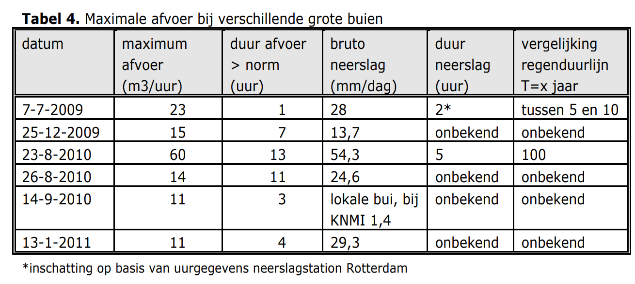 Tabel 4. Maximale afvoer bij verschillende grote buien
datum maximum afvoer (m3/uur) duur afvoer > norm (uur) bruto neerslag (mm/dag) duur neerslag (uur) vergelijking regenduurlijn T=x jaar
7-7-2009 23 1 28 2* tussen 5 en 10
25-12-2009 15 7 13,7 onbekend onbekend
23-8-2010 60 13 54,3 5 100
26-8-2010 14 11 24,6 onbekend onbekend
14-9-2010 11 3 lokale bui, bij KNMI 1,4 onbekend onbekend
13-1-2011 11 4 29,3 onbekend onbekend
*inschatting op basis van uurgegevens neerslagstation Rotterdam